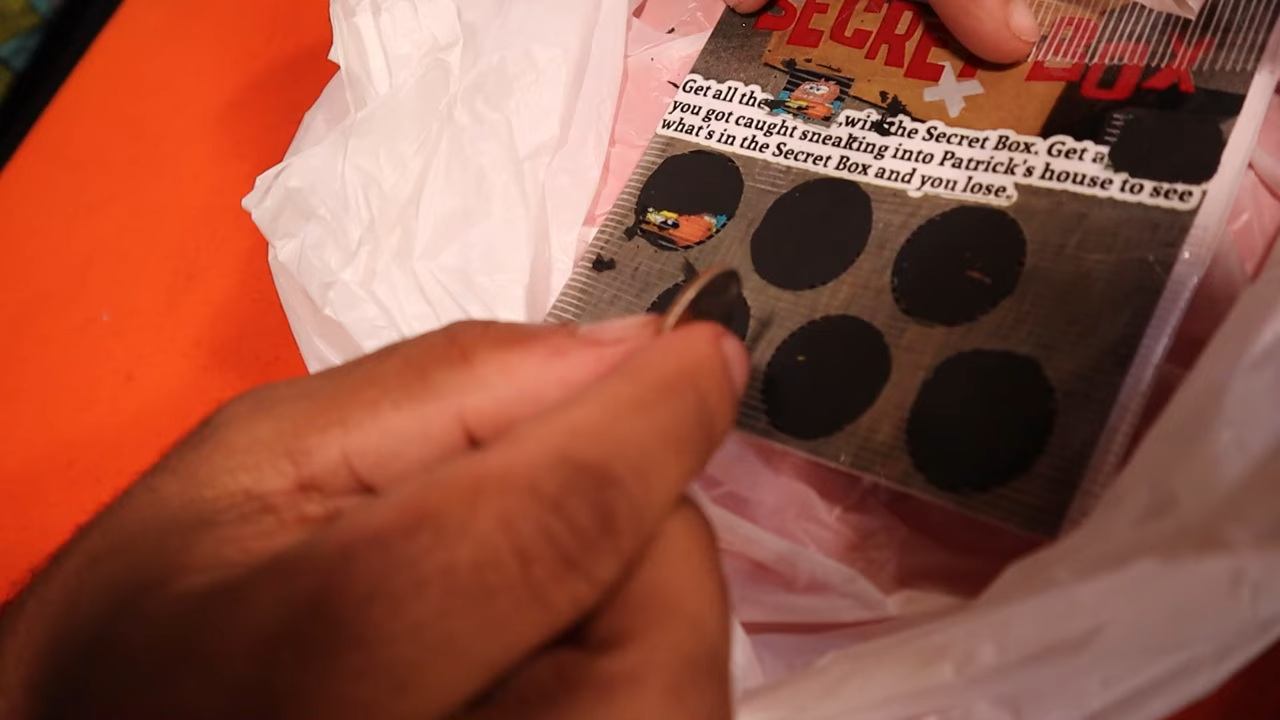 SECRET BOX
Get all the ,win the Secret Box. Get a
you got caught sneaking into Patrick's house to see
what's in the Secret Box and you lose.